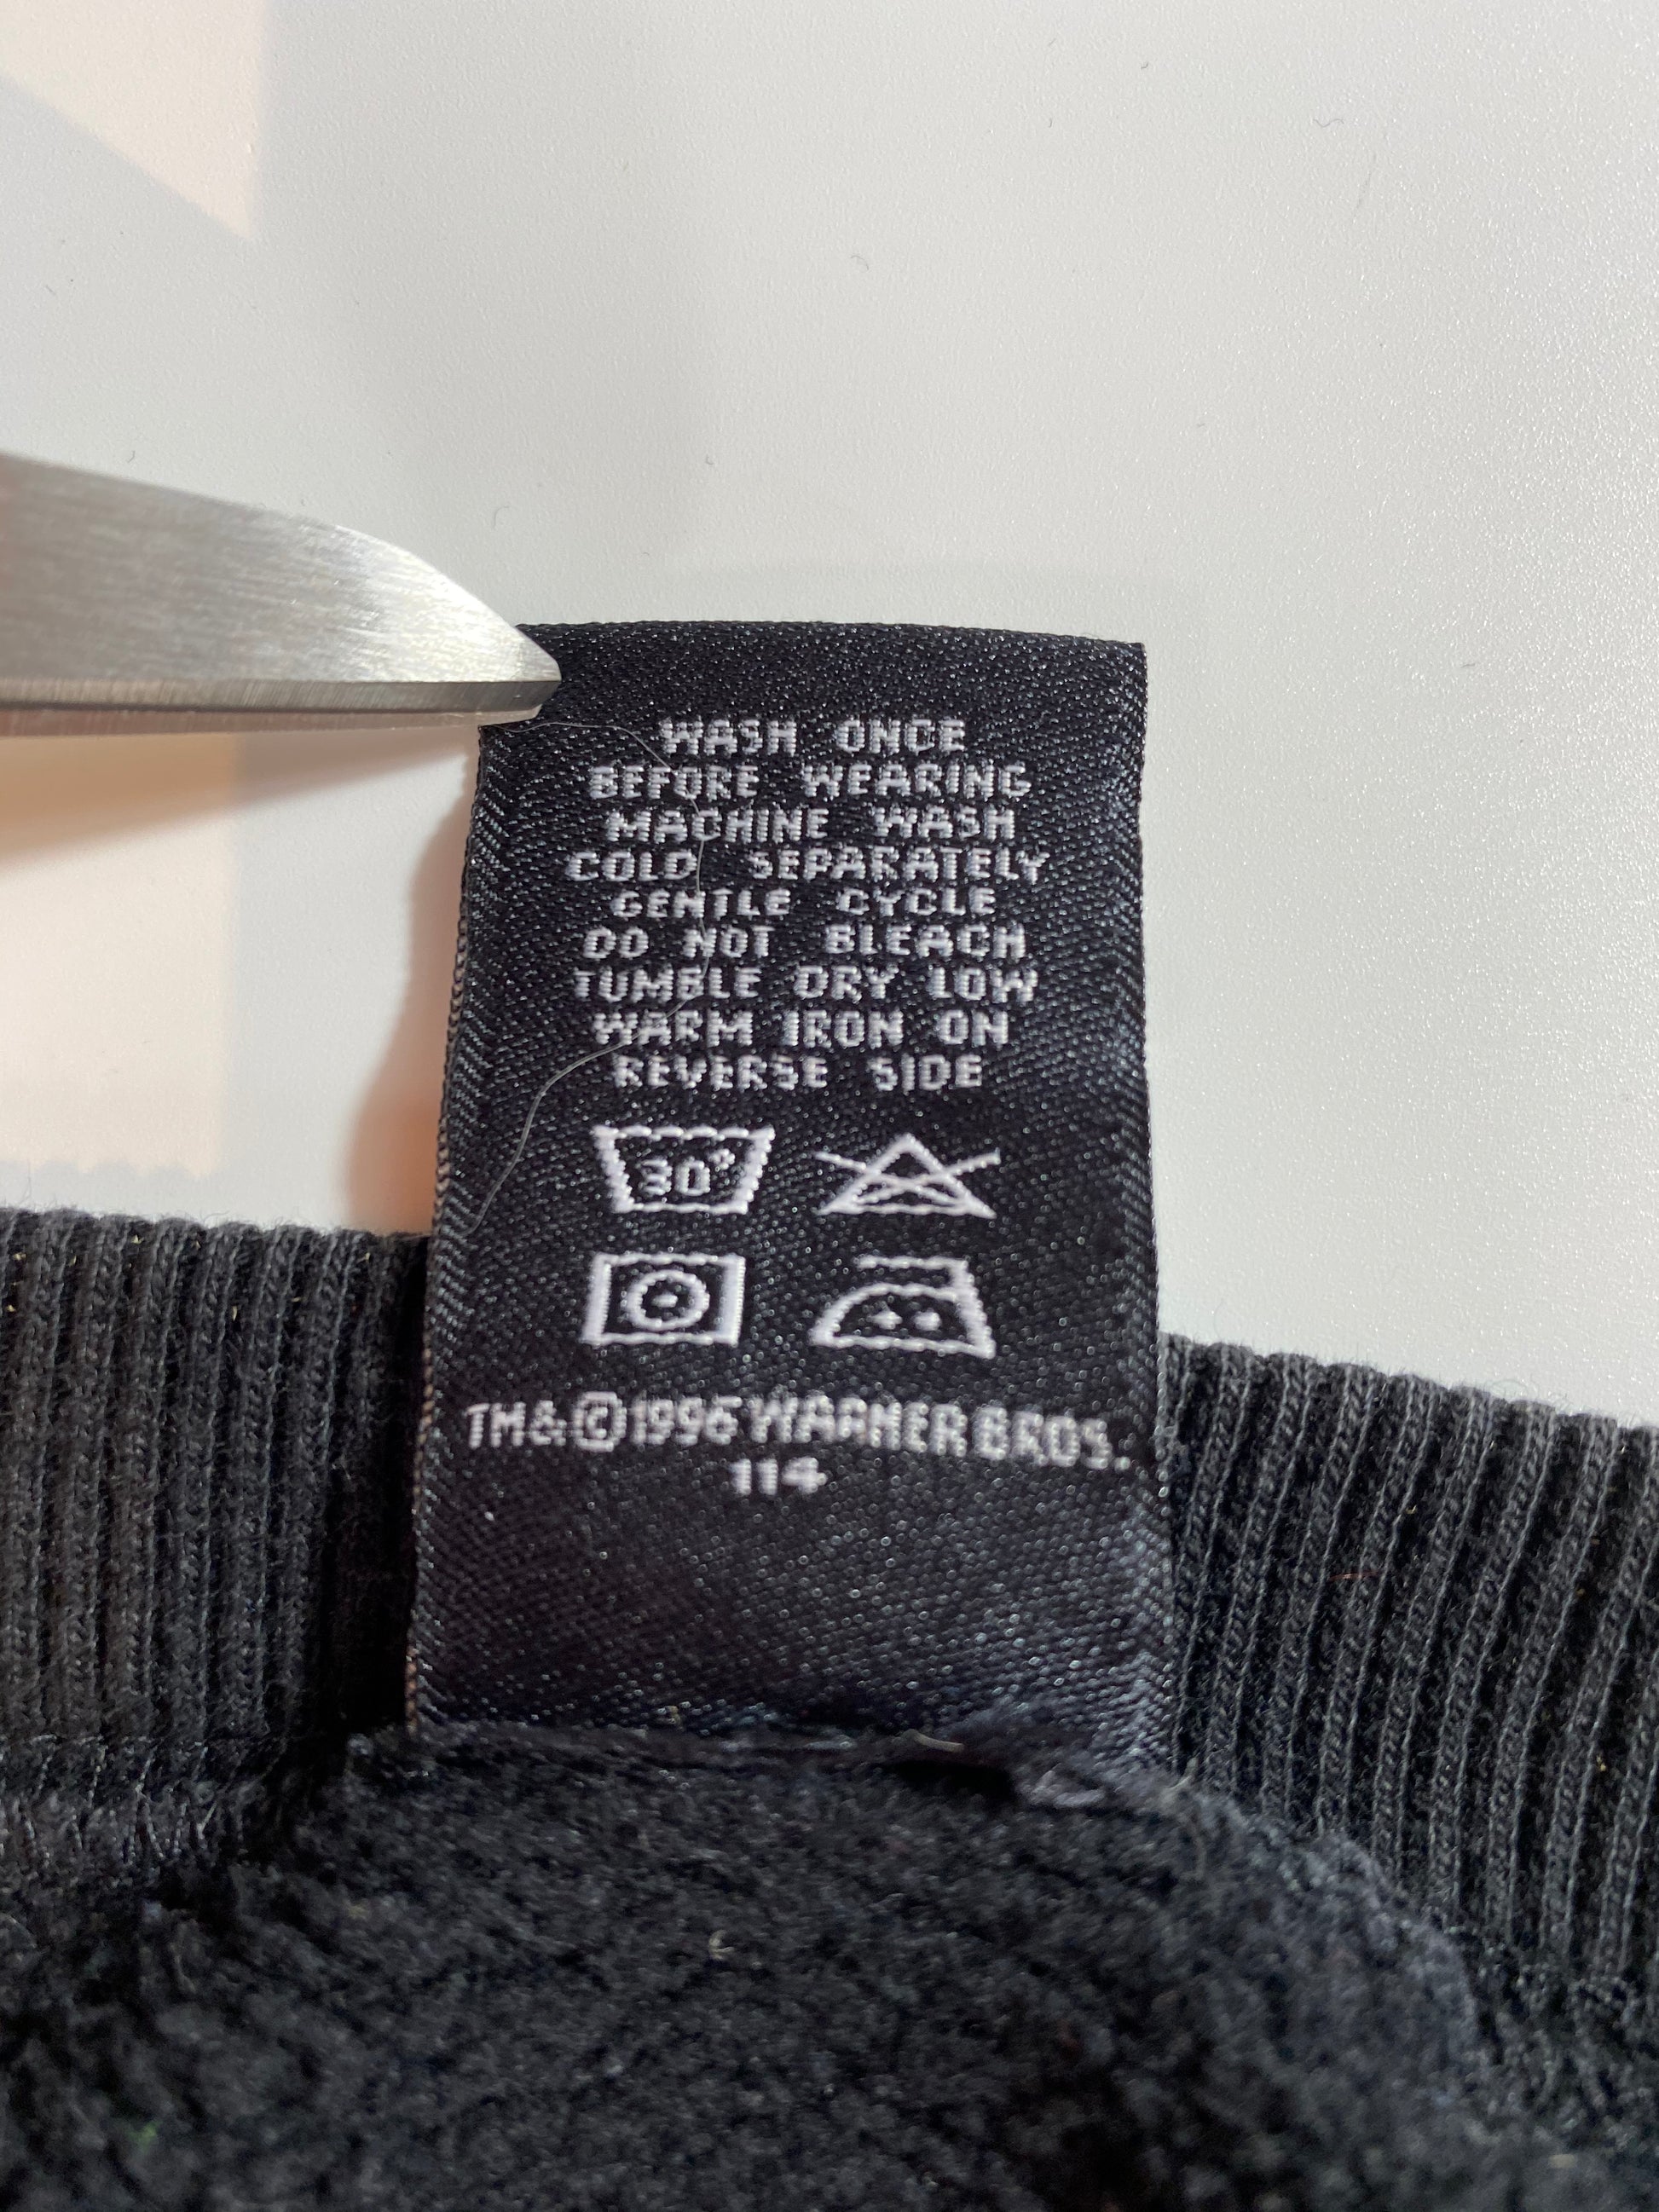 WASH ONCE
BEFORE WEARING
MACHINE WASH
COLD SEPARATELY
GENTLE CYCLE
DO NOT BLEACH
TUMBLE DRY LOW
WARM IRON ON
REVERSE SIDE
30°
TM&©1996 WARNER BROS.
114